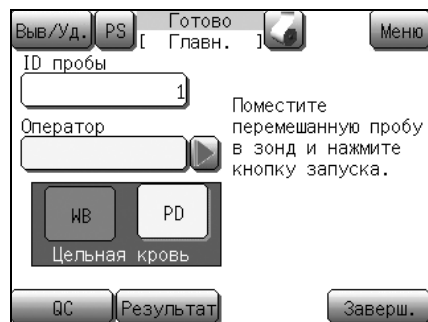 Выв/Уд.
PS
Готово
[ Главн. ]
Меню
ID пробы
1
Оператор
Поместите
перемешанную пробу
в зонд и нажмите
кнопку запуска.
WB
PD
Цельная кровь
QC
Результат
Заверш.